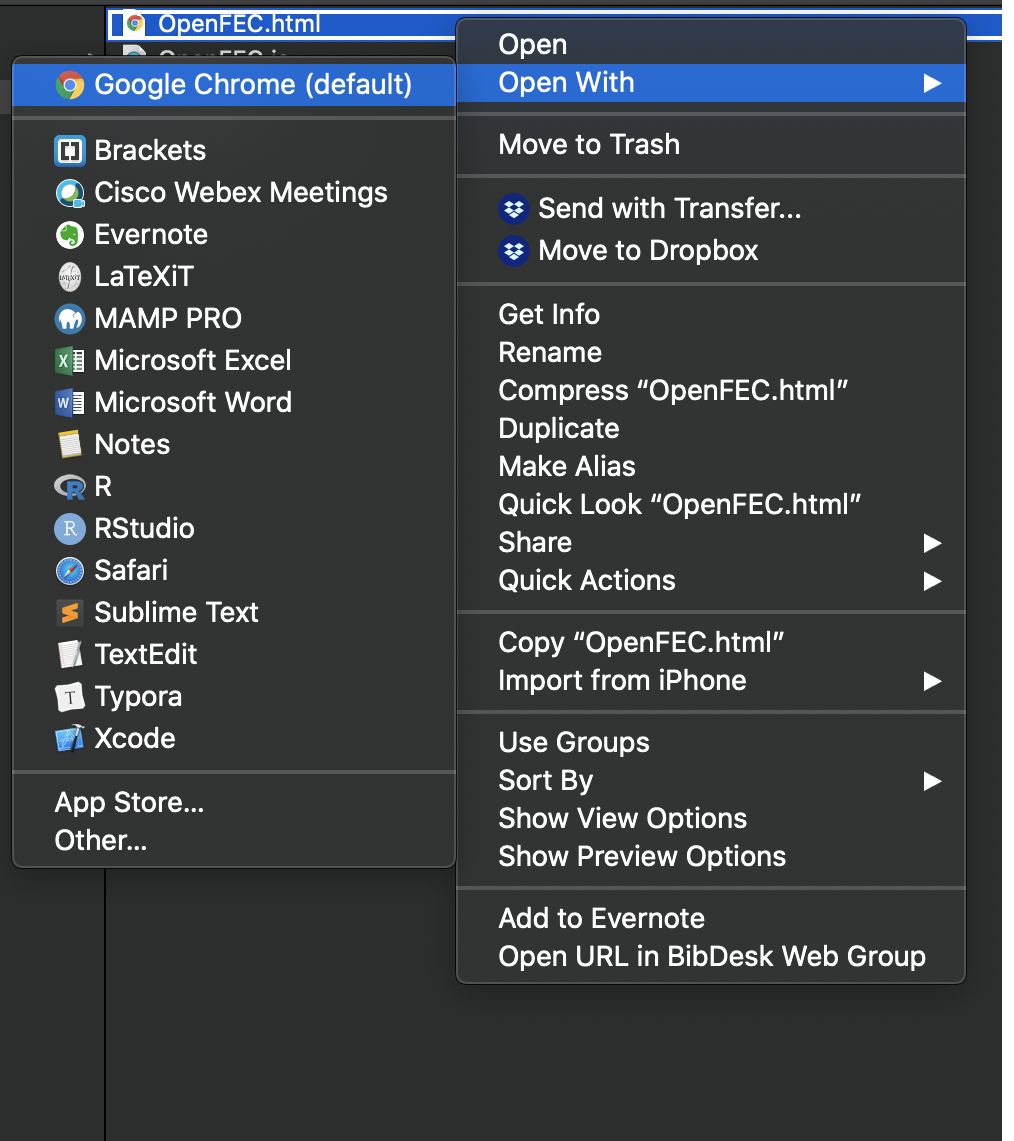 OpenFEC.html
Google Chrome (default)
Brackets
Cisco Webex Meetings
Evernote
LaTeXiT
MAMP PRO
Microsoft Excel
Microsoft Word
Notes
R
RStudio
Safari
Sublime Text
TextEdit
Typora
Xcode
App Store...
Other...
Open
Open With
Move to Trash
Send with Transfer...
Move to Dropbox
Get Info
Rename
Compress “OpenFEC.html”
Duplicate
Make Alias
Quick Look “OpenFEC.html”
Share
Quick Actions
Copy “OpenFEC.html”
Import from iPhone
Use Groups
Sort By
Show View Options
Show Preview Options
Add to Evernote
Open URL in BibDesk Web Group